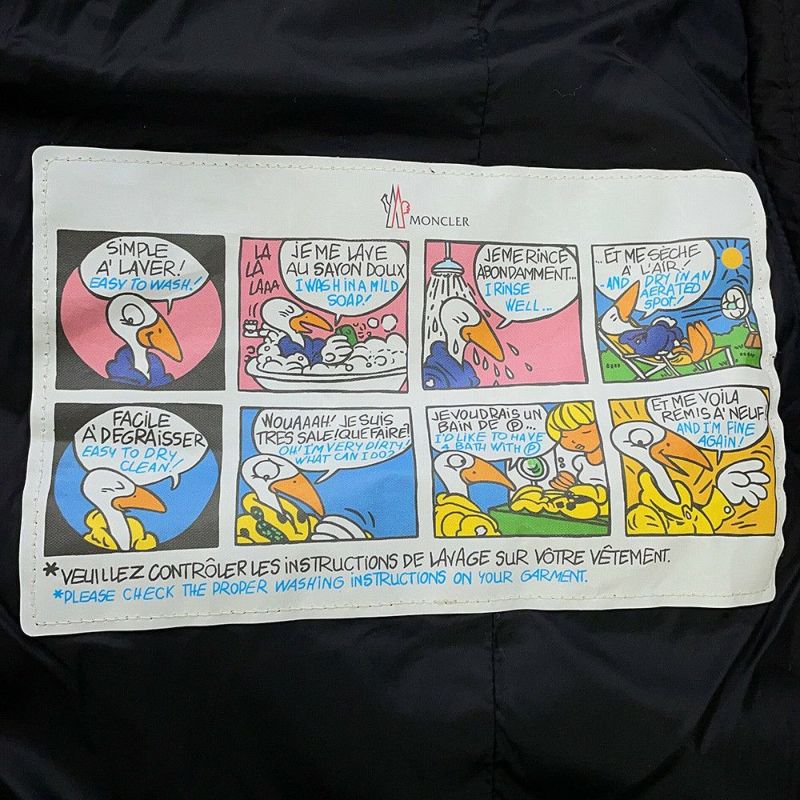 MONCLER
SIMPLE
A' LAVER!
EASY TO WASH!
LA
LÀ
LAAA
JE ME LAVE
AU SAVON DOUX
I WASH IN A MILD
SOAP!
JE ME RINCE
ABONDAMMENT...
I RINSE
WELL...
...ET ME SÈCHE
A' L'AIR...
-AND DRY IN AN
AERATED
SPOT!
FACILE
A' DEGRAISSER
EASY TO DRY
CLEAN!
WOUAAAH! JE SUIS
TRES SALE! QUE FAIRE!
OH! I'M VERY DIRTY!
WHAT CAN I DO?
JE VOUDRAIS UN
BAIN DE Ⓟ...
I'D LIKE TO HAVE
A BATH WITH Ⓟ
ET ME VOILA
REMIS A' NEUF!
AND I'M FINE
AGAIN!
*VEUILLEZ CONTRÔLER LES INSTRUCTIONS DE LAVAGE SUR VÔTRE VÊTEMENT.
*PLEASE CHECK THE PROPER WASHING INSTRUCTIONS ON YOUR GARMENT.